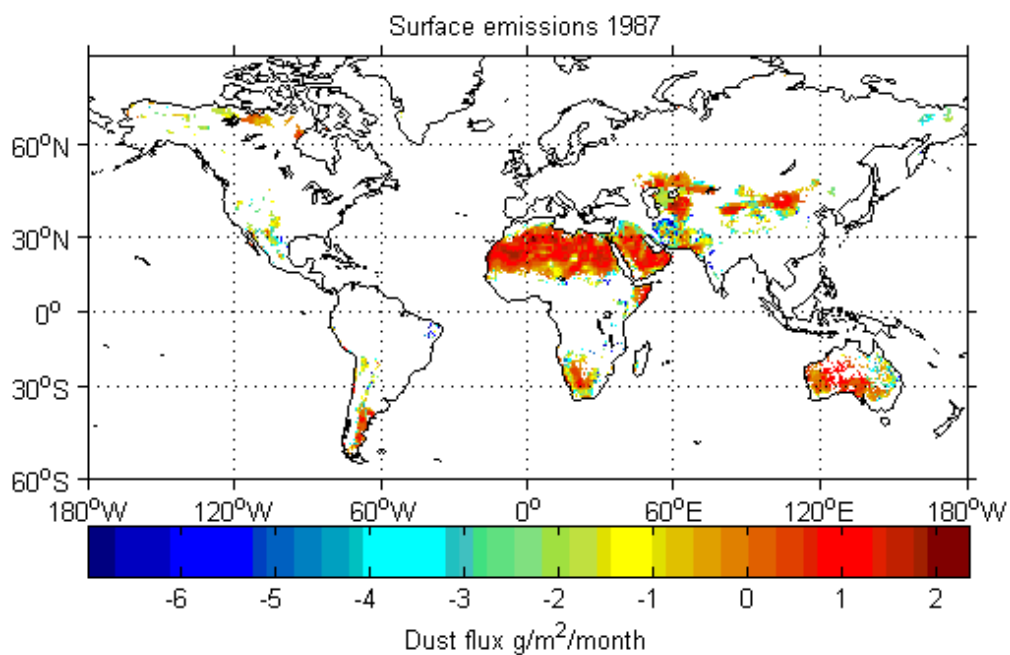 Surface emissions 1987
60°N
30°N
0°
30°S
60°S
180°W 120°W 60°W 0° 60°E 120°E 180°W
-6 -5 -4 -3 -2 -1 0 1 2
Dust flux g/m²/month